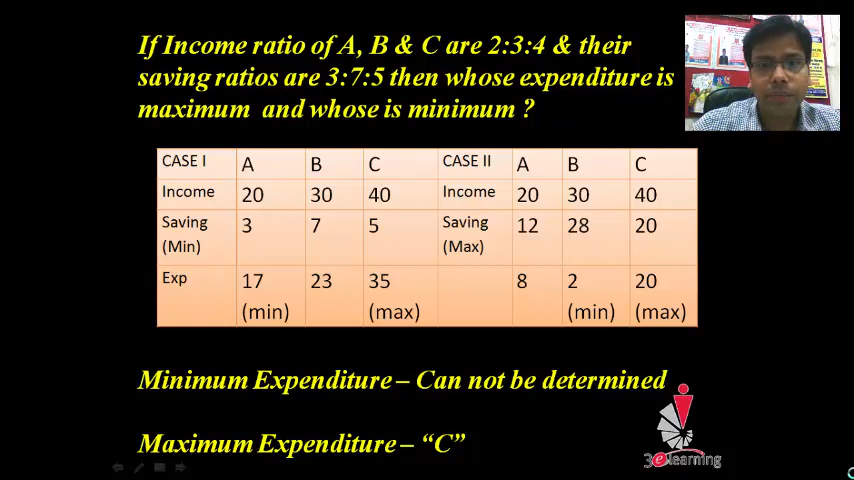 If Income ratio of A, B & C are 2:3:4 & their
saving ratios are 3:7:5 then whose expenditure is
maximum and whose is minimum ?
CASE I A B C CASE II A B C
Income 20 30 40 Income 20 30 40
Saving (Min) 3 7 5 Saving (Max) 12 28 20
Exp 17 (min) 23 35 (max) 8 2 (min) 20 (max)
Minimum Expenditure – Can not be determined
Maximum Expenditure – “C”
3elearning